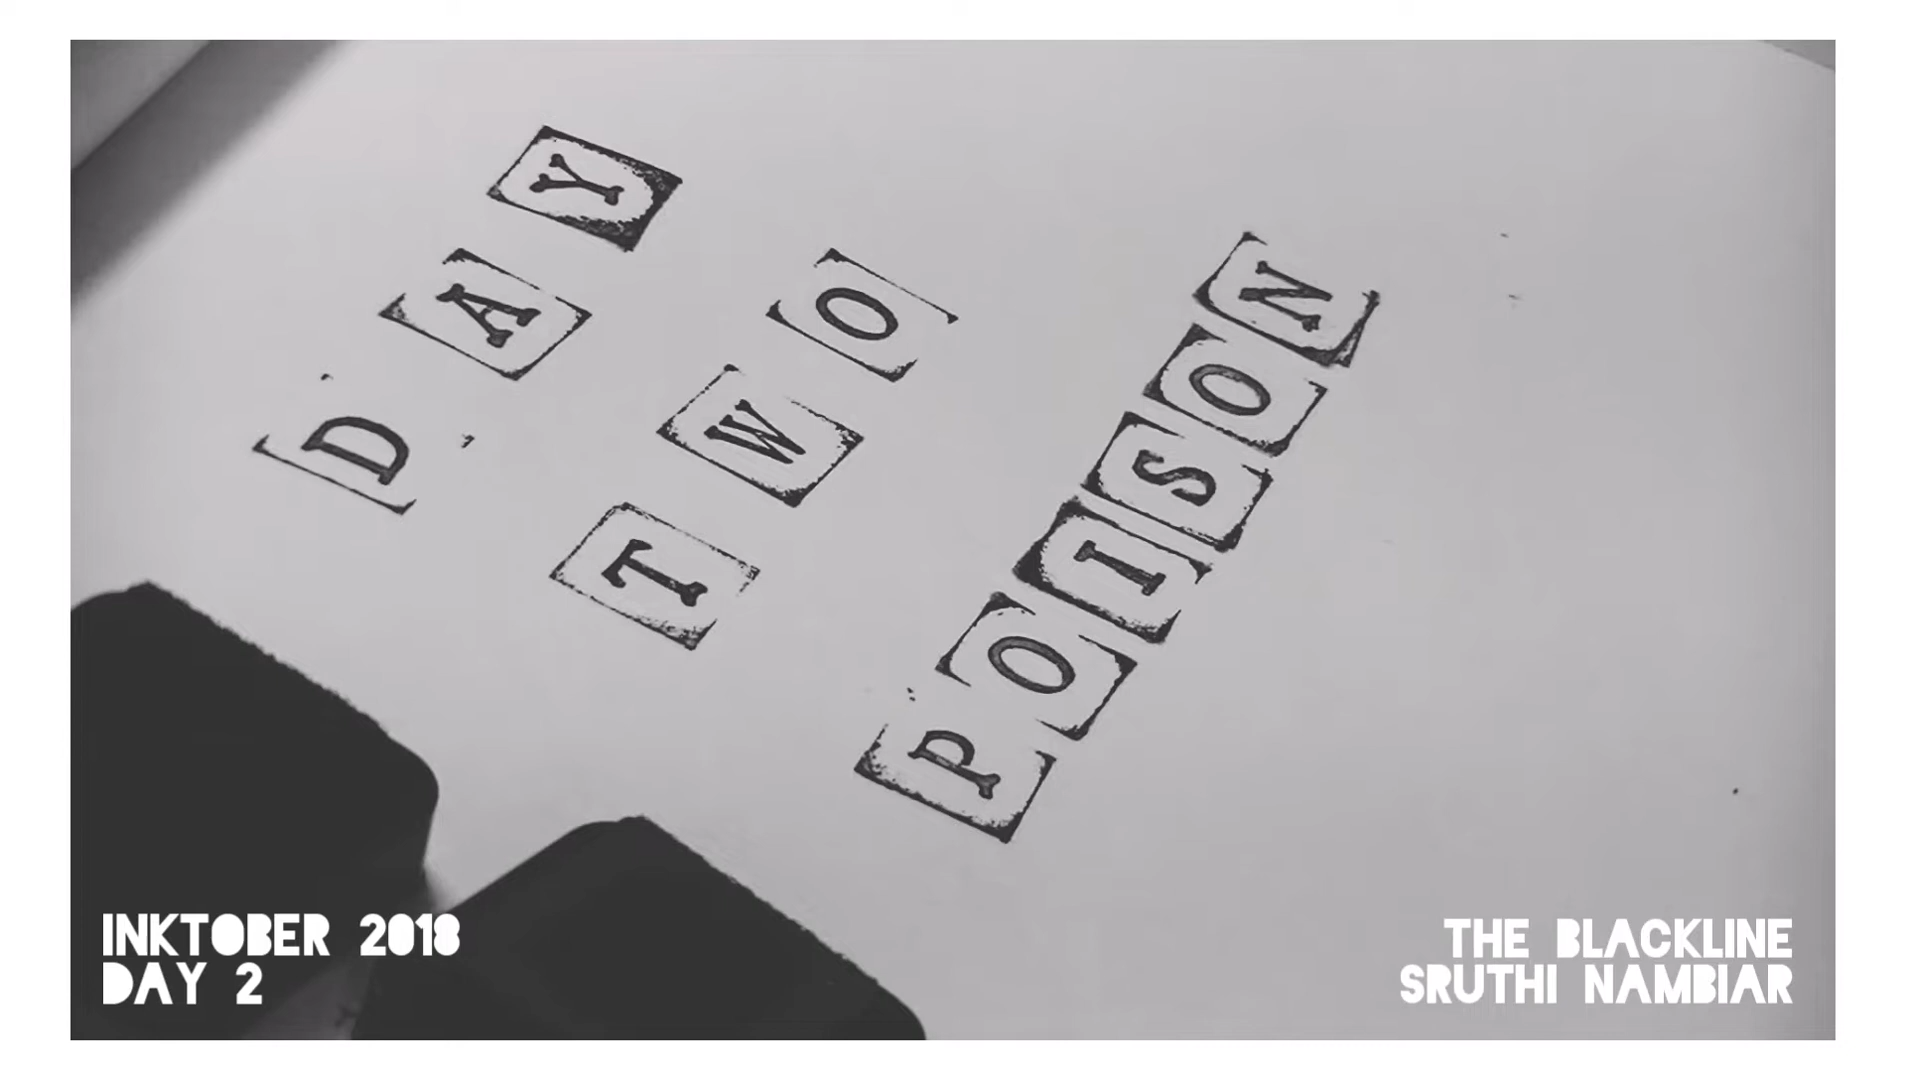 DAY
TWO
POISON
INKTOBER 2018
DAY 2
THE BLACKLINE
SRUTHI NAMBIAR